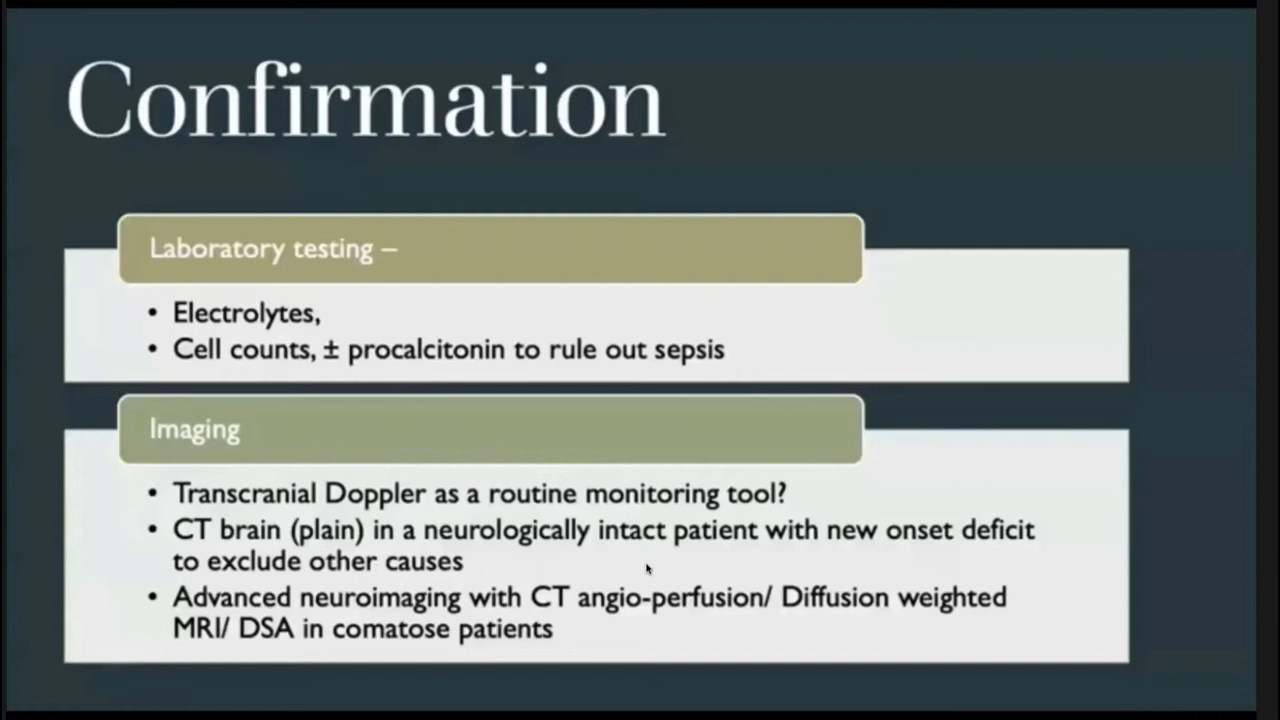 Confirmation
Laboratory testing –
• Electrolytes,
• Cell counts, ± procalcitonin to rule out sepsis
Imaging
• Transcranial Doppler as a routine monitoring tool?
• CT brain (plain) in a neurologically intact patient with new onset deficit
to exclude other causes
• Advanced neuroimaging with CT angio-perfusion/ Diffusion weighted
MRI/ DSA in comatose patients